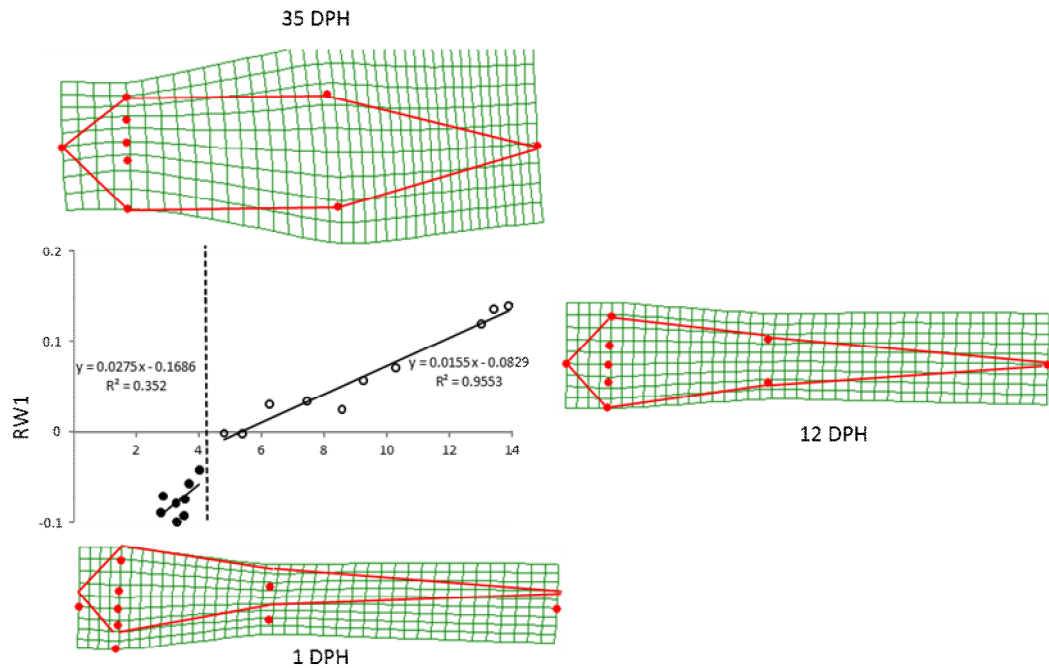 35 DPH
0.2
0.1
y = 0.0275x - 0.1686
R² = 0.352
y = 0.0155x - 0.0829
R² = 0.9553
RW1
0
2 4 6 8 10 12 14
-0.1
12 DPH
1 DPH